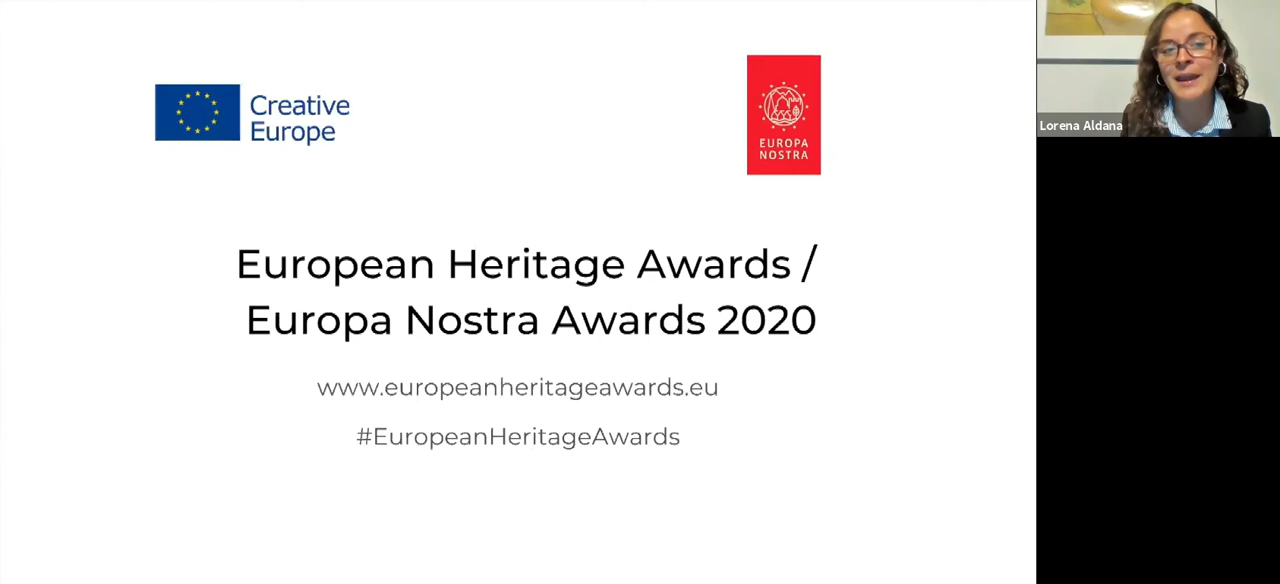 Creative
Europe
EUROPA
NOSTRA
Lorena Aldana
European Heritage Awards /
Europa Nostra Awards 2020
www.europeanheritageawards.eu
#EuropeanHeritageAwards